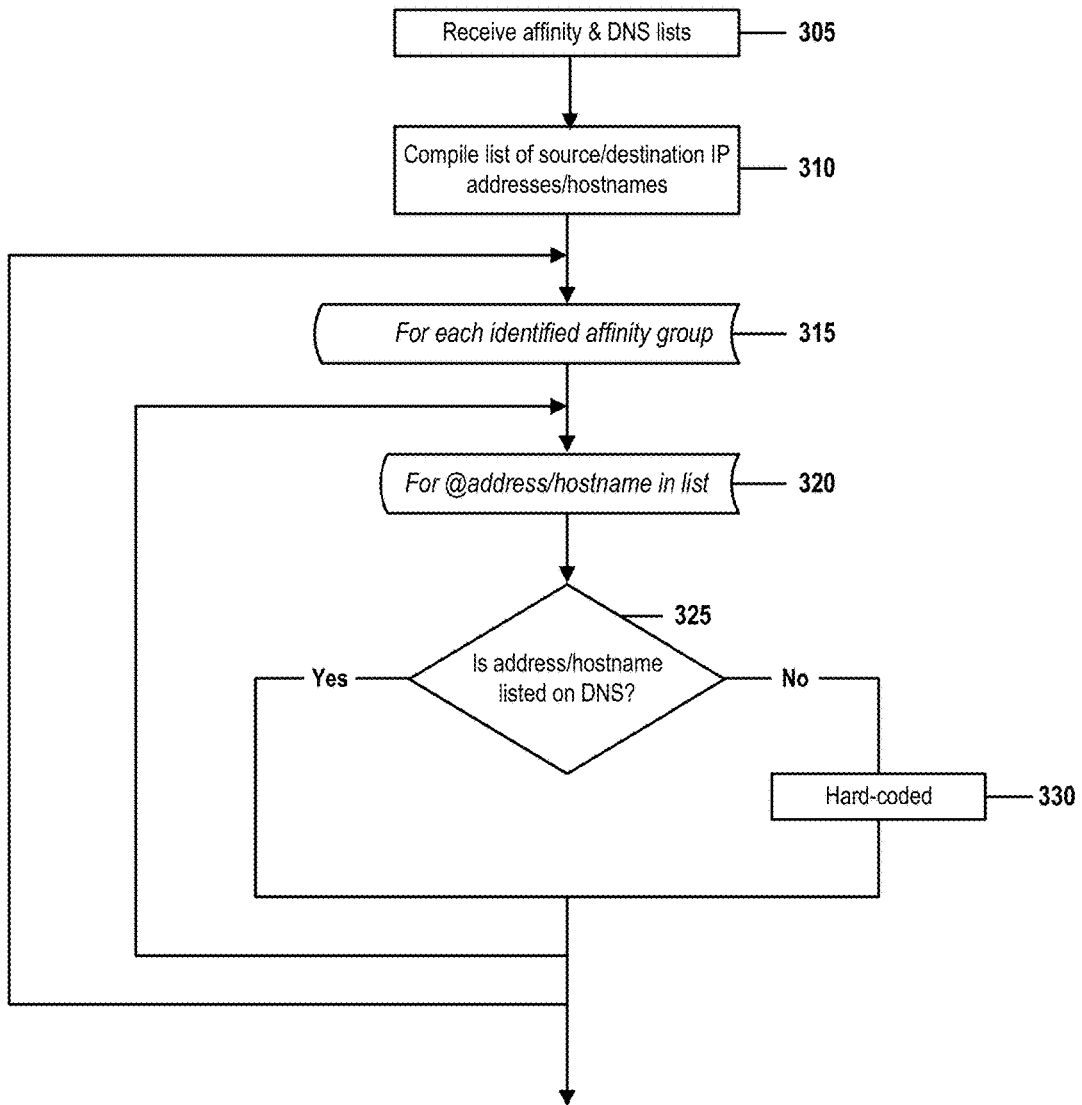 Receive affinity & DNS lists
305
Compile list of source/destination IP
addresses/hostnames
310
For each identified affinity group
315
For @address/hostname in list
320
325
Is address/hostname
listed on DNS?
Yes
No
Hard-coded
330